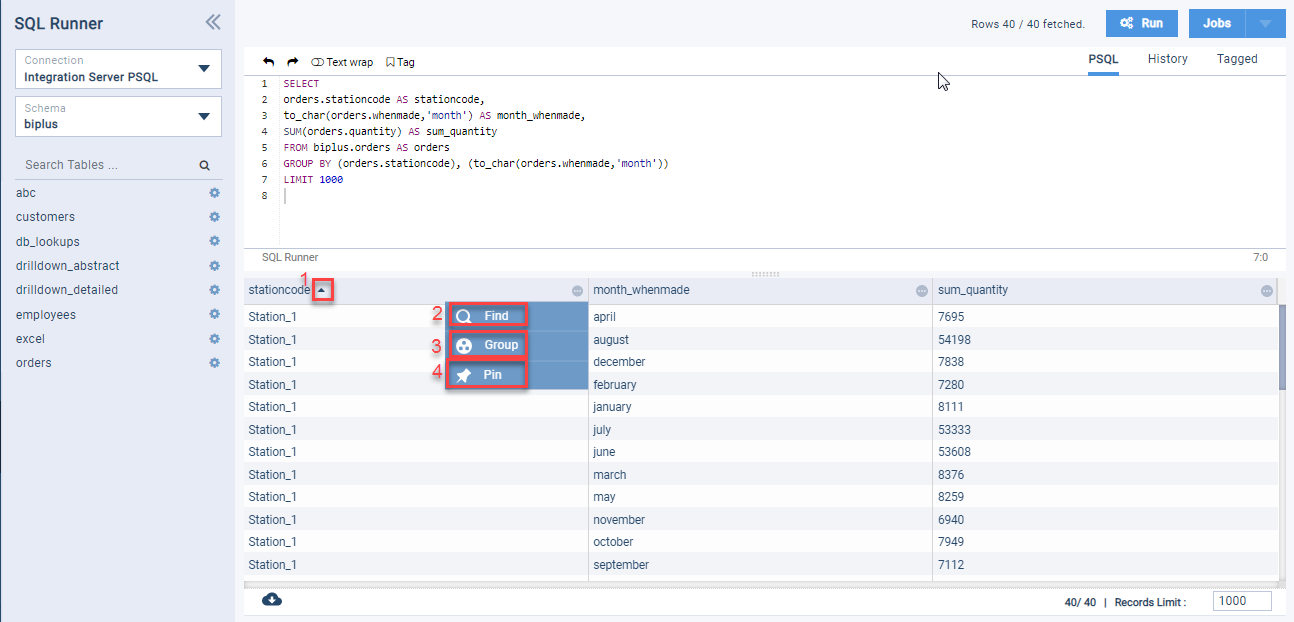 SQL Runner
Connection
Integration Server PSQL
Schema
biplus
Search Tables ...
abc
customers
db_lookups
drilldown_abstract
drilldown_detailed
employees
excel
orders
Rows 40 / 40 fetched.
Run
Jobs
Text wrap
Tag
PSQL
History
Tagged
1 SELECT
2 orders.stationcode AS stationcode,
3 to_char(orders.whenmade,'month') AS month_whenmade,
4 SUM(orders.quantity) AS sum_quantity
5 FROM biplus.orders AS orders
6 GROUP BY (orders.stationcode), (to_char(orders.whenmade,'month'))
7 LIMIT 1000
8
SQL Runner 7:0
1
stationcode month_whenmade sum_quantity
2 Find
3 Group
4 Pin
Station_1 april 7695
Station_1 august 54198
Station_1 december 7838
Station_1 february 7280
Station_1 january 8111
Station_1 july 53333
Station_1 june 53608
Station_1 march 8376
Station_1 may 8259
Station_1 november 6940
Station_1 october 7949
Station_1 september 7112
40/ 40 | Records Limit : 1000